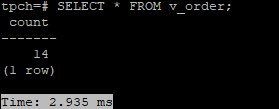 tpch=# SELECT * FROM v_order;
count
-------
14
(1 row)
Time: 2.935 ms